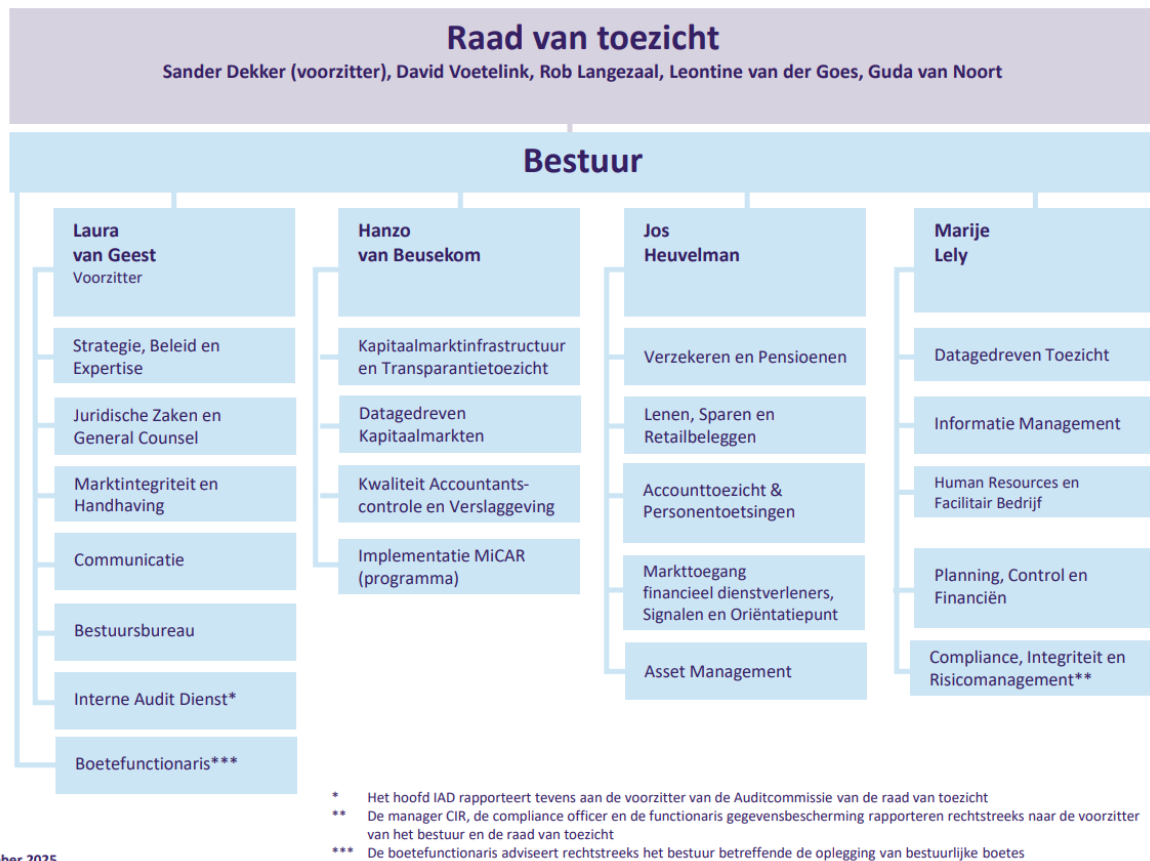 Raad van toezicht
Sander Dekker (voorzitter), David Voetelink, Rob Langezaal, Leontine van der Goes, Guda van Noort
Bestuur
Laura
van Geest
Voorzitter
Strategie, Beleid en
Expertise
Juridische Zaken en
General Counsel
Marktintegriteit en
Handhaving
Communicatie
Bestuursbureau
Interne Audit Dienst*
Boetefunctionaris***
Hanzo
van Beusekom
Kapitaalmarktinfrastructuur
en Transparantietoezicht
Datagedreven
Kapitaalmarkten
Kwaliteit Accountants-
controle en Verslaggeving
Implementatie MiCAR
(programma)
Jos
Heuvelman
Verzekeren en Pensioenen
Lenen, Sparen en
Retailbeleggen
Accounttoezicht &
Personentoetsingen
Markttoegang
financieel dienstverleners,
Signalen en Oriëntatiepunt
Asset Management
Marije
Lely
Datagedreven Toezicht
Informatie Management
Human Resources en
Facilitair Bedrijf
Planning, Control en
Financiën
Compliance, Integriteit en
Risicomanagement**
* Het hoofd IAD rapporteert tevens aan de voorzitter van de Auditcommissie van de raad van toezicht
** De manager CIR, de compliance officer en de functionaris gegevensbescherming rapporteren rechtstreeks naar de voorzitter
van het bestuur en de raad van toezicht
*** De boetefunctionaris adviseert rechtstreeks het bestuur betreffende de oplegging van bestuurlijke boetes
2025